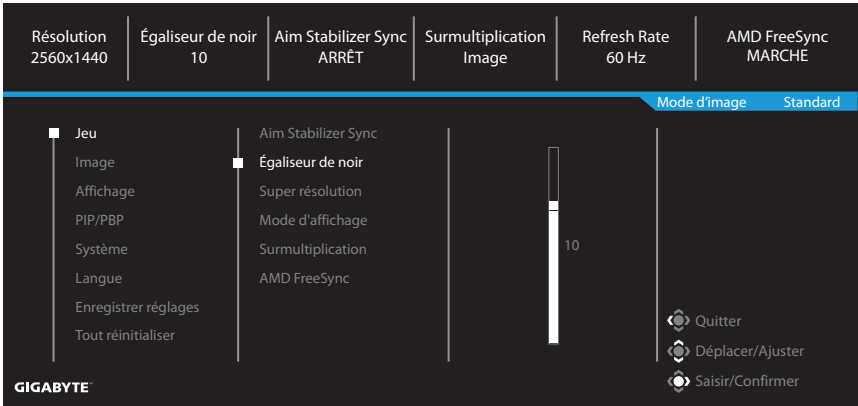 Résolution
2560x1440
Égaliseur de noir
10
Aim Stabilizer Sync
ARRÊT
Surmultiplication
Image
Refresh Rate
60 Hz
AMD FreeSync
MARCHE
Mode d'image Standard
Jeu
Image
Affichage
PIP/PBP
Système
Langue
Enregistrer réglages
Tout réinitialiser
Aim Stabilizer Sync
Égaliseur de noir
Super résolution
Mode d'affichage
Surmultiplication
AMD FreeSync
10
Quitter
Déplacer/Ajuster
Saisir/Confirmer
GIGABYTE™